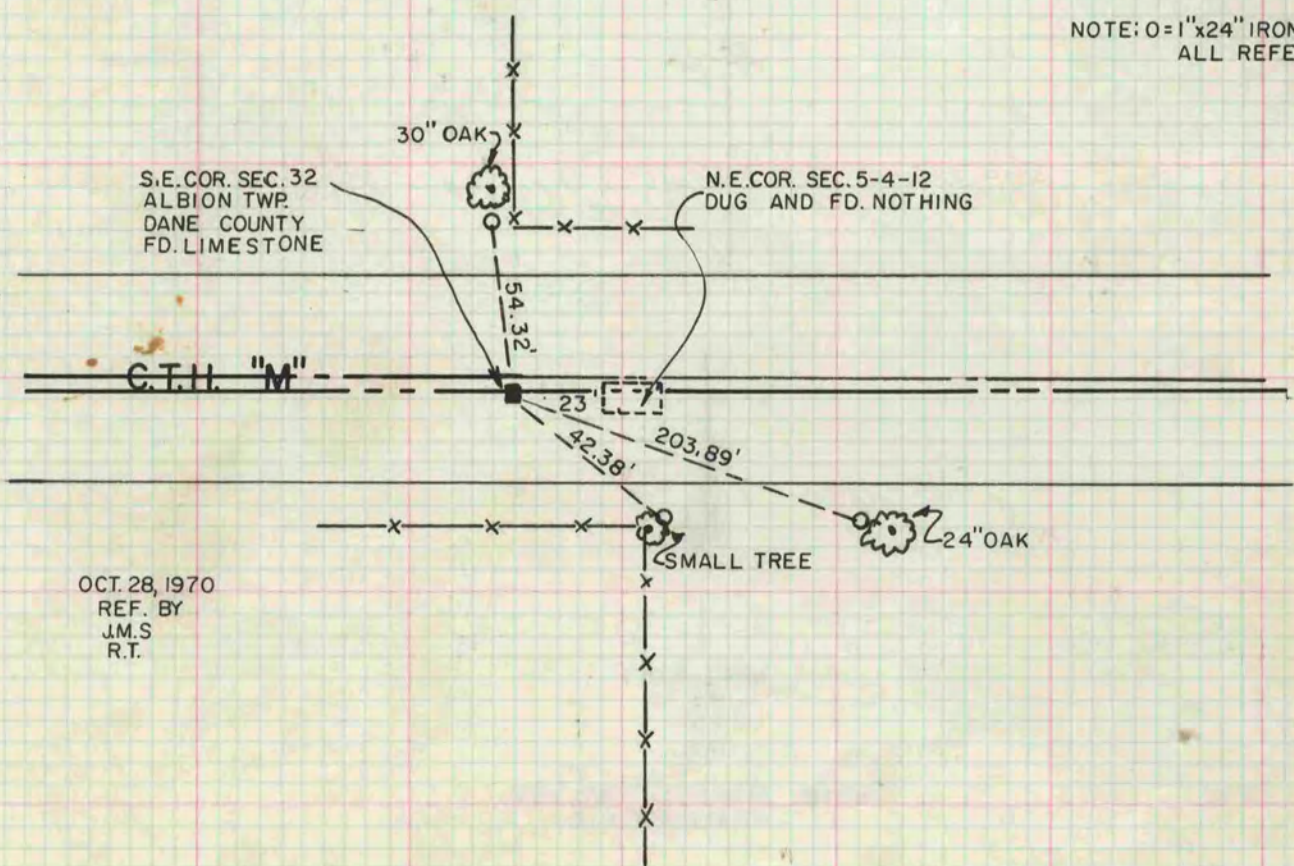 NOTE: O=1"x24" IRON
ALL REFE
30" OAK
S.E. COR. SEC. 32
ALBION TWP.
DANE COUNTY
FD. LIMESTONE
N.E. COR. SEC. 5-4-12
DUG AND FD. NOTHING
54.32'
C.T.H. "M"
23'
42.38'
203.89'
SMALL TREE
24" OAK
OCT. 28, 1970
REF. BY
J.M.S
R.T.